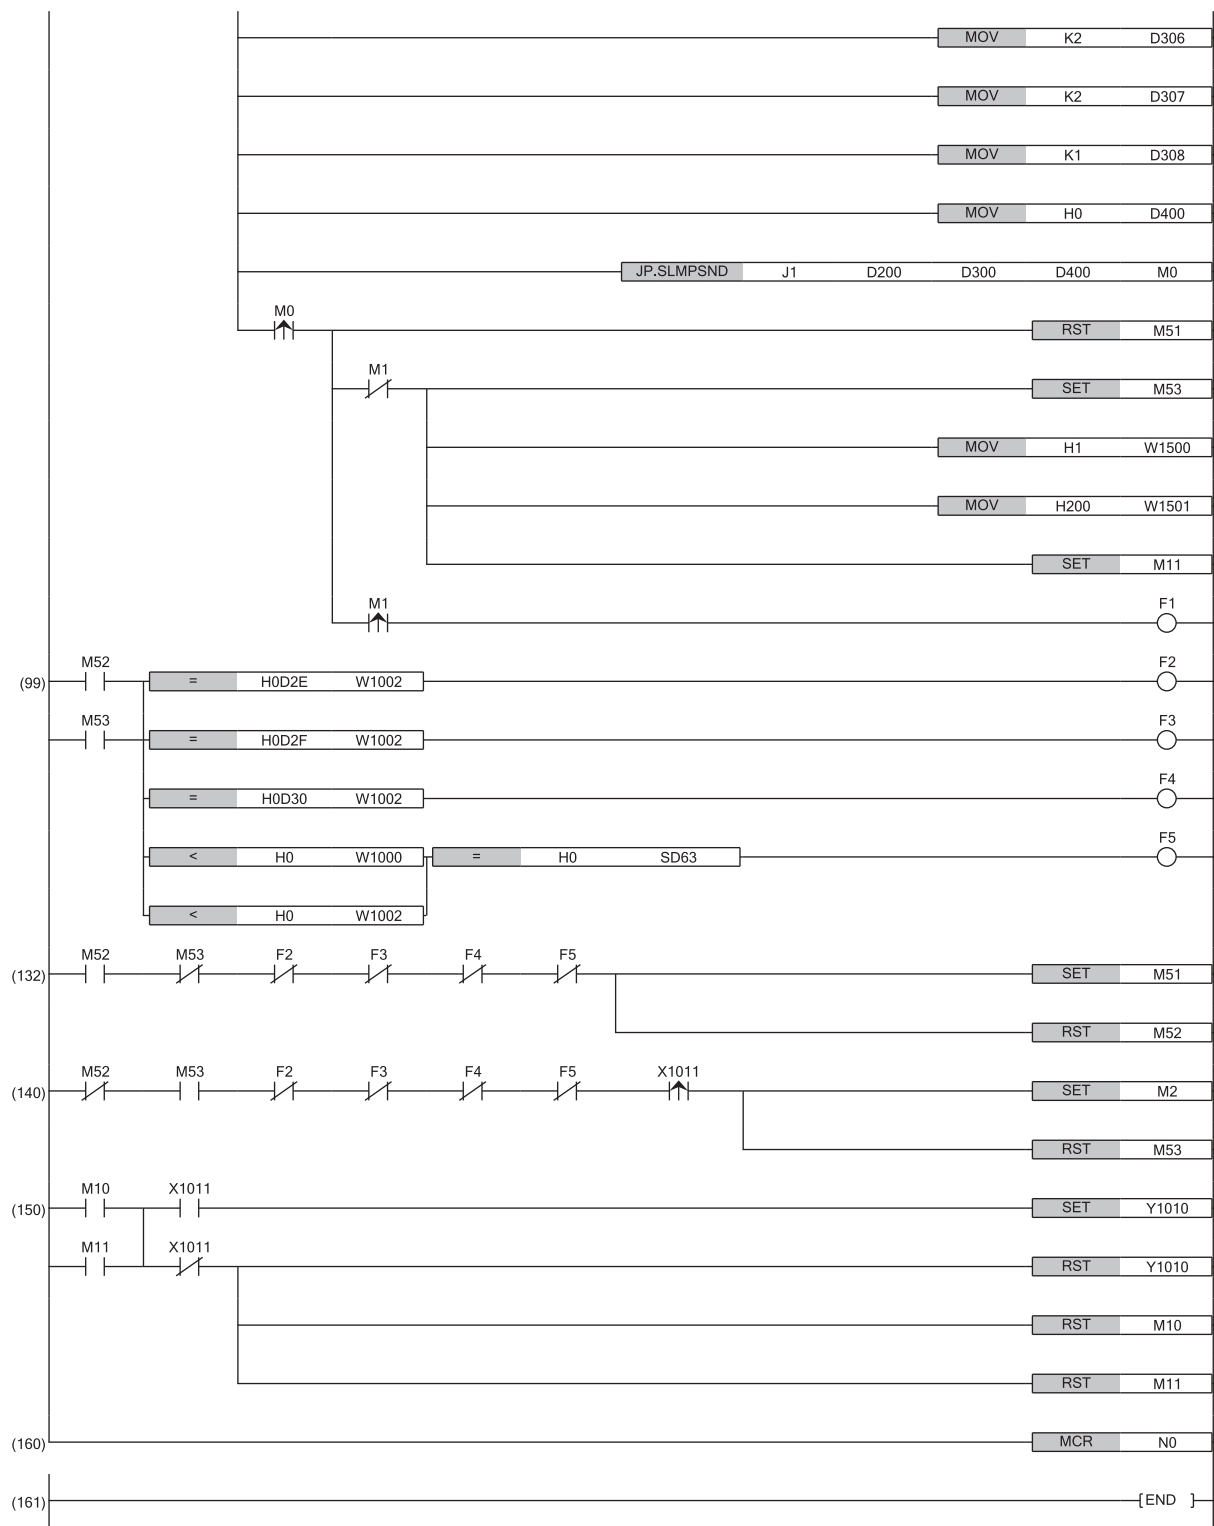 MOV K2 D306
MOV K2 D307
MOV K1 D308
MOV H0 D400
JP.SLMPSND J1 D200 D300 D400 M0
M0
RST M51
M1
SET M53
MOV H1 W1500
MOV H200 W1501
SET M11
M1 F1
M52 F2
(99) = H0D2E W1002
M53 F3
= H0D2F W1002
F4
= H0D30 W1002
F5
< H0 W1000 = H0 SD63
< H0 W1002
M52 M53 F2 F3 F4 F5
(132) SET M51
RST M52
M52 M53 F2 F3 F4 F5 X1011
(140) SET M2
RST M53
M10 X1011
(150) SET Y1010
M11 X1011
RST Y1010
RST M10
RST M11
(160) MCR N0
(161) [END ]